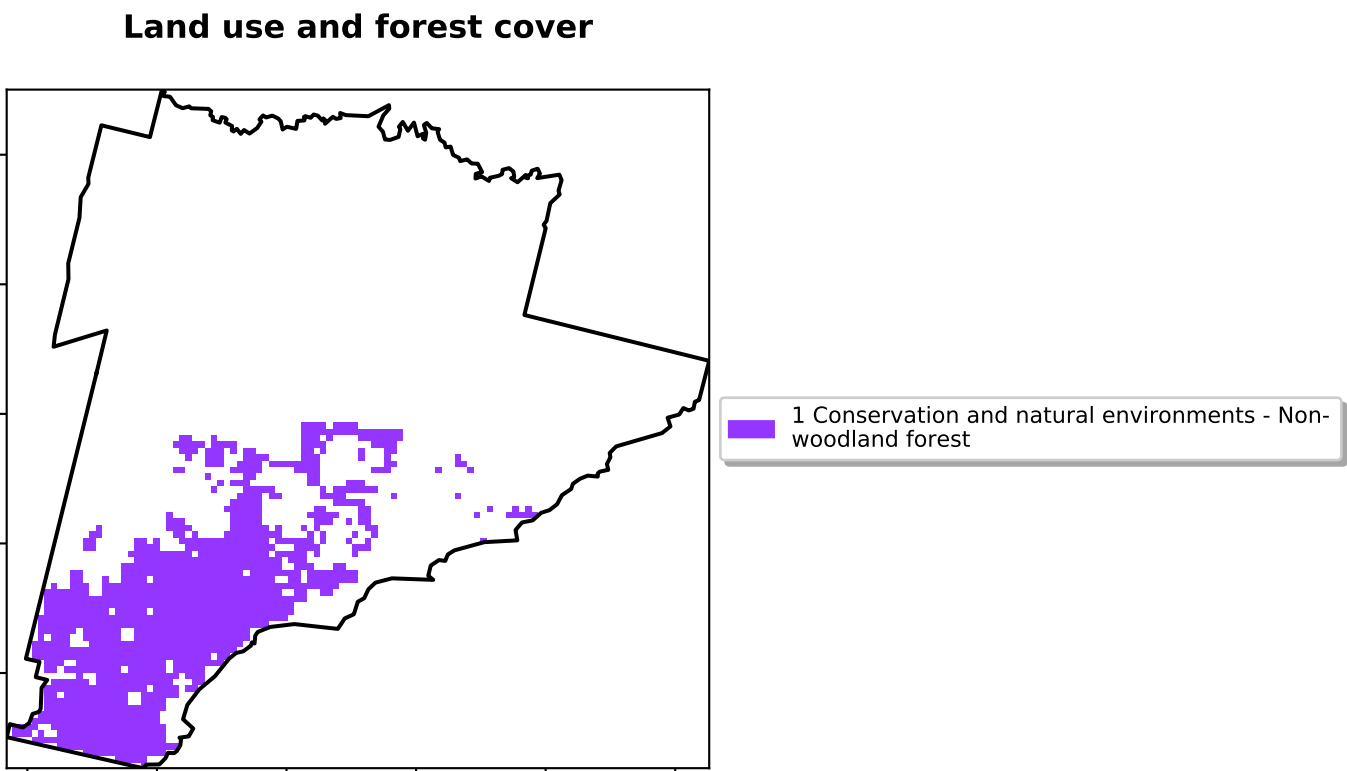 Land use and forest cover
1 Conservation and natural environments - Non-
woodland forest